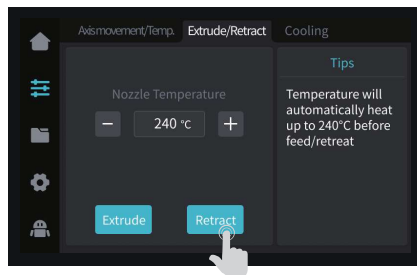 Axismovement/Temp. Extrude/Retract Cooling
Tips
Nozzle Temperature
− 240 °C +
Temperature will
automatically heat
up to 240°C before
feed/retreat
Extrude Retract